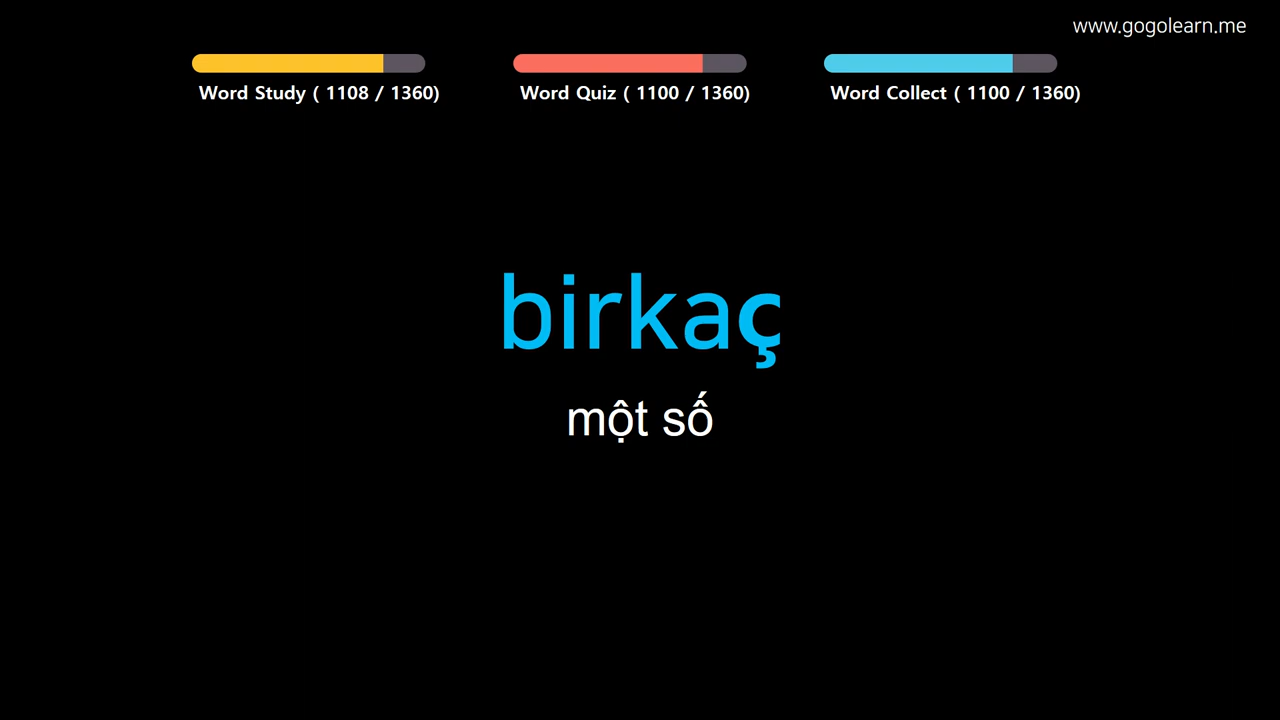 www.gogolearn.me
Word Study ( 1108 / 1360)
Word Quiz ( 1100 / 1360)
Word Collect ( 1100 / 1360)
birkaç
một số